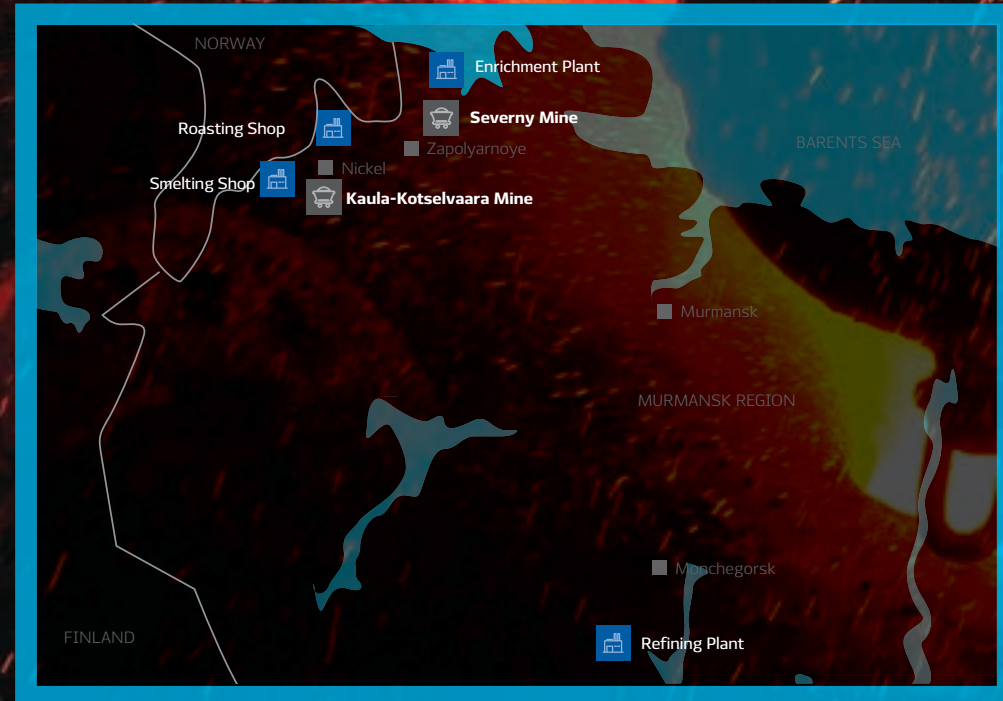 NORWAY
Enrichment Plant
Severny Mine
Roasting Shop
BARENTS SEA
Zapolyarnoye
Nickel
Smelting Shop
Kaula-Kotselvaara Mine
Murmansk
MURMANSK REGION
Monchegorsk
FINLAND
Refining Plant